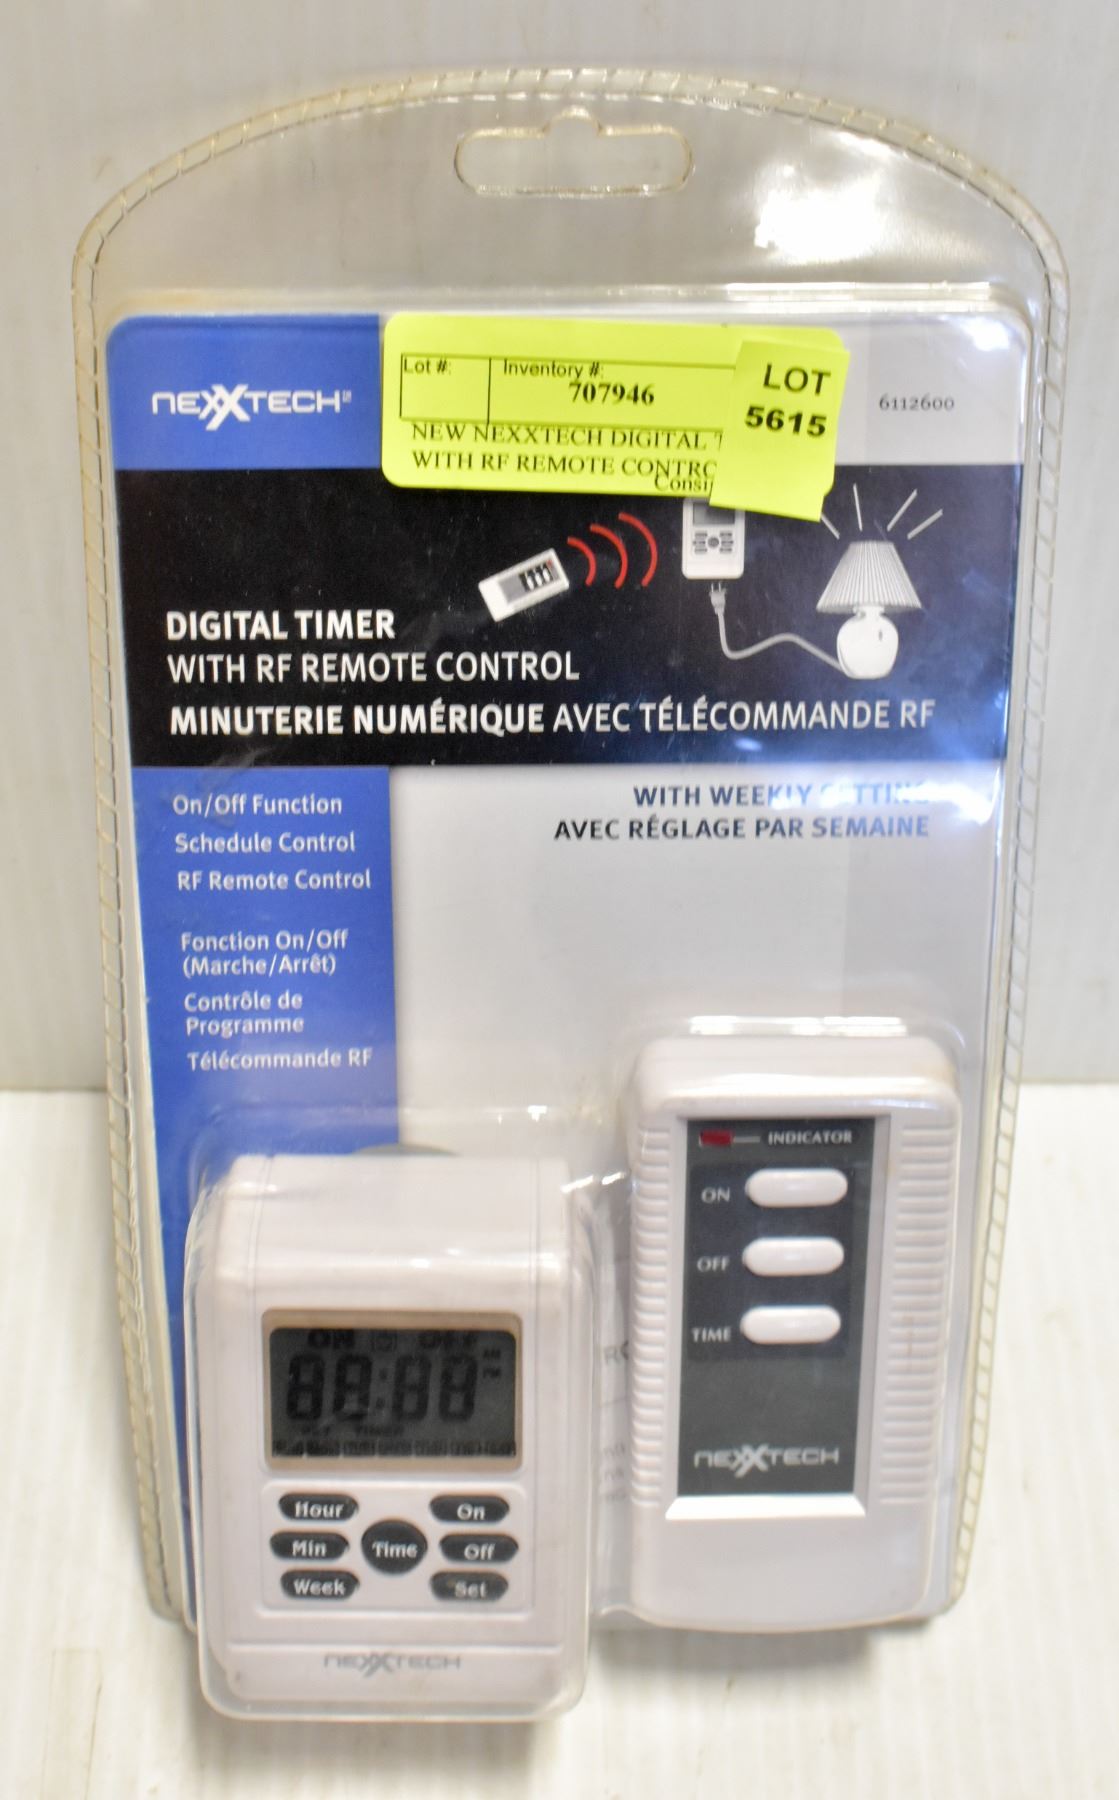 NEXXTECH
Lot #:
Inventory #:
707946
LOT
5615
NEW NEXXTECH DIGITAL
WITH RF REMOTE
6112600
DIGITAL TIMER
WITH RF REMOTE CONTROL
MINUTERIE NUMÉRIQUE AVEC TÉLÉCOMMANDE RF
WITH WEEKLY
AVEC RÉGLAGE PAR SEMAINE
On/Off Function
Schedule Control
RF Remote Control
Fonction On/Off
(Marche/Arrêt)
Contrôle de
Programme
Télécommande RF
INDICATOR
ON
OFF
TIME
NEXXTECH
ON OFF
88:88
AM
PM
Hour
Min
Week
Time
On
Off
Set
NEXXTECH